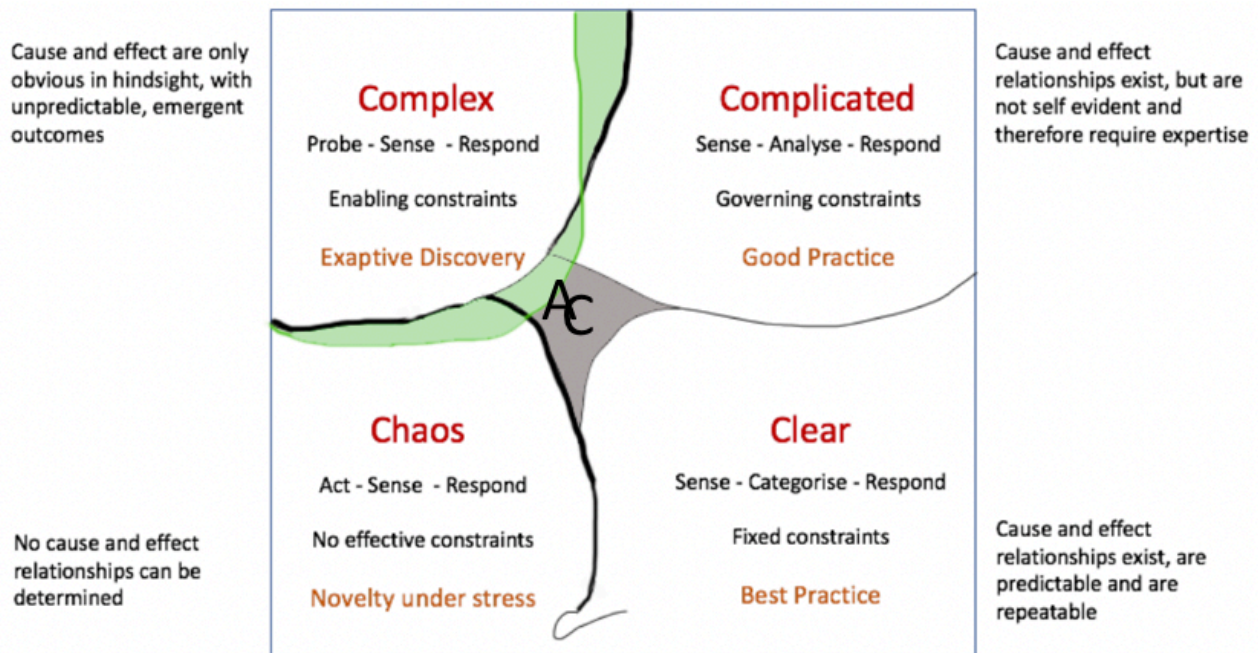 Cause and effect are only
obvious in hindsight, with
unpredictable, emergent
outcomes
Complex
Probe - Sense - Respond
Enabling constraints
Exaptive Discovery
Complicated
Sense - Analyse - Respond
Governing constraints
Good Practice
Cause and effect
relationships exist, but are
not self evident and
therefore require expertise
A
C
No cause and effect
relationships can be
determined
Chaos
Act - Sense - Respond
No effective constraints
Novelty under stress
Clear
Sense - Categorise - Respond
Fixed constraints
Best Practice
Cause and effect
relationships exist, are
predictable and are
repeatable